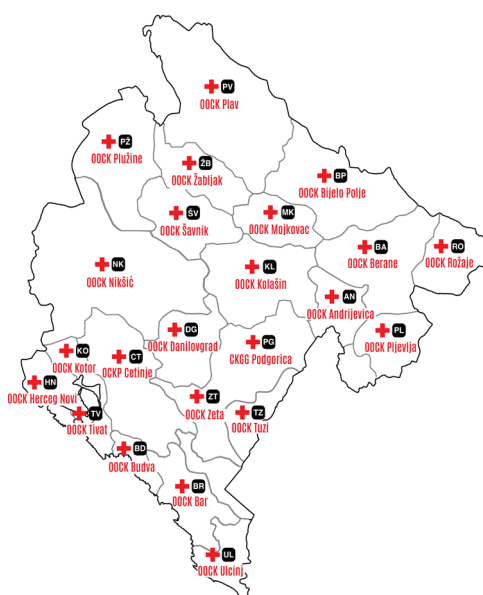 PV
OOCK Plav
PŽ
OOCK Plužine
ŽB
OOCK Žabljak
BP
OOCK Bijelo Polje
ŠV
OOCK Šavnik
MK
OOCK Mojkovac
BA
OOCK Berane
RO
OOCK Rožaje
NK
OOCK Nikšić
KL
OOCK Kolašin
AN
OOCK Andrijevica
DG
OOCK Danilovgrad
PG
CKGG Podgorica
PL
OOCK Pljevlja
KO
OOCK Kotor
CT
OCKP Cetinje
HN
OOCK Herceg Novi
ZT
OOCK Zeta
TV
OOCK Tivat
TZ
OOCK Tuzi
BD
OOCK Budva
BR
OOCK Bar
UL
OOCK Ulcinj